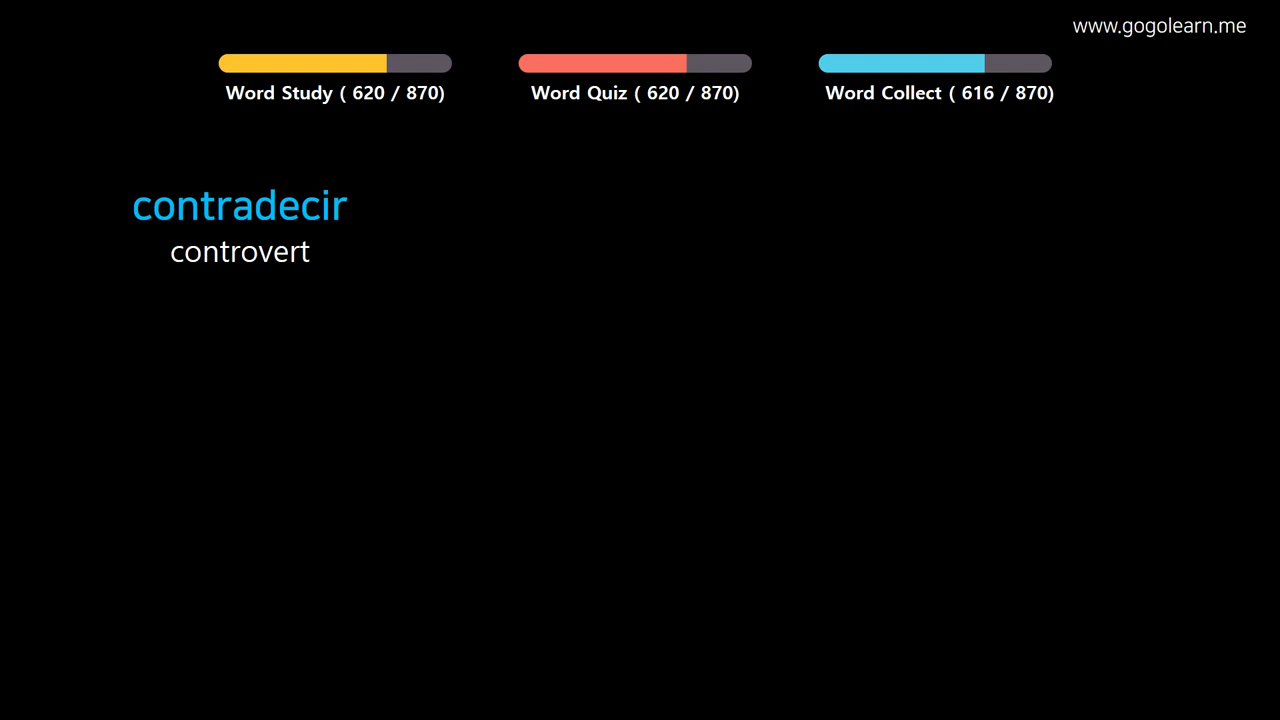 www.gogolearn.me
Word Study ( 620 / 870)
Word Quiz ( 620 / 870)
Word Collect ( 616 / 870)
contradecir
controvert